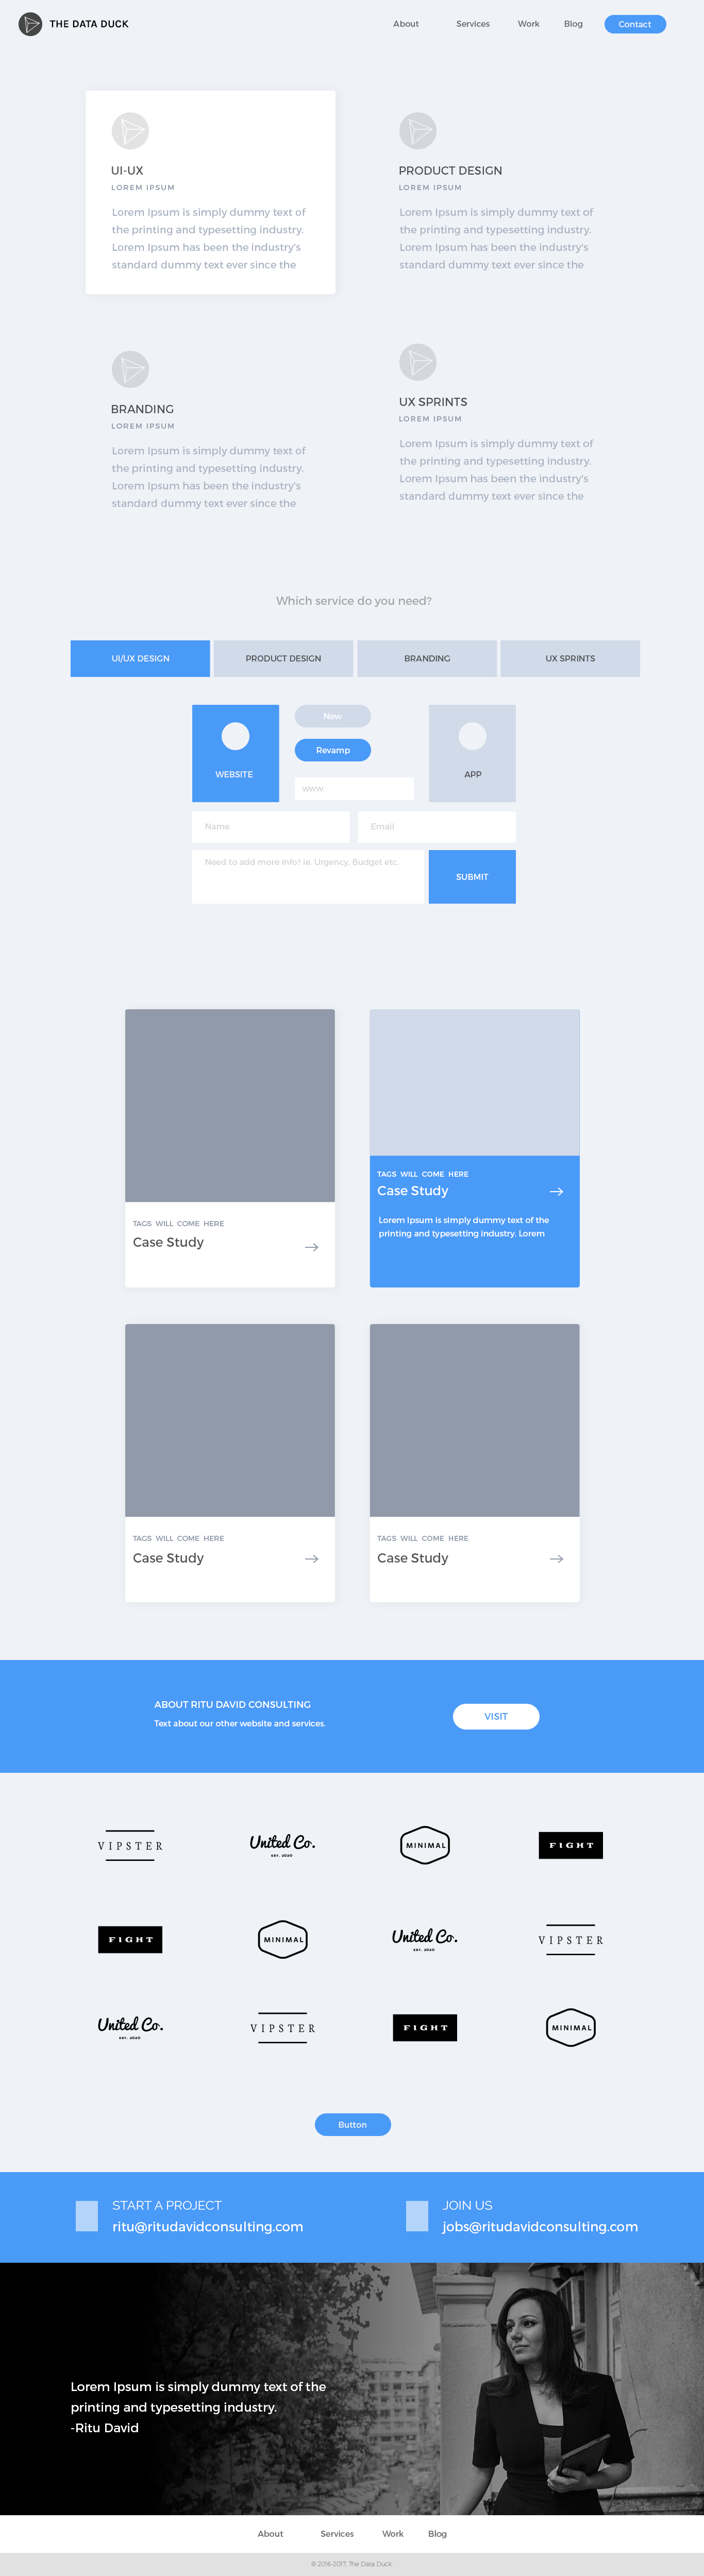 THE DATA DUCK
About Services Work Blog Contact
UI-UX
LOREM IPSUM
Lorem Ipsum is simply dummy text of
the printing and typesetting industry.
Lorem Ipsum has been the industry's
standard dummy text ever since the
PRODUCT DESIGN
LOREM IPSUM
Lorem Ipsum is simply dummy text of
the printing and typesetting industry.
Lorem Ipsum has been the industry's
standard dummy text ever since the
BRANDING
LOREM IPSUM
Lorem Ipsum is simply dummy text of
the printing and typesetting industry.
Lorem Ipsum has been the industry's
standard dummy text ever since the
UX SPRINTS
LOREM IPSUM
Lorem Ipsum is simply dummy text of
the printing and typesetting industry.
Lorem Ipsum has been the industry's
standard dummy text ever since the
Which service do you need?
UI/UX DESIGN PRODUCT DESIGN BRANDING UX SPRINTS
WEBSITE
New
Revamp
www.
APP
Name Email
Need to add more info? ie. Urgency, Budget etc.
SUBMIT
TAGS WILL COME HERE
Case Study
TAGS WILL COME HERE
Case Study
Lorem Ipsum is simply dummy text of the
printing and typesetting industry. Lorem
TAGS WILL COME HERE
Case Study
TAGS WILL COME HERE
Case Study
ABOUT RITU DAVID CONSULTING
Text about our other website and services.
VISIT
VIPSTER
United Co.
EST. 2020
MINIMAL
FIGHT
FIGHT
MINIMAL
United Co.
EST. 2020
VIPSTER
United Co.
EST. 2020
VIPSTER
FIGHT
MINIMAL
Button
START A PROJECT
ritu@ritudavidconsulting.com
JOIN US
jobs@ritudavidconsulting.com
Lorem Ipsum is simply dummy text of the
printing and typesetting industry.
-Ritu David
About Services Work Blog
© 2016-2017. The Data Duck